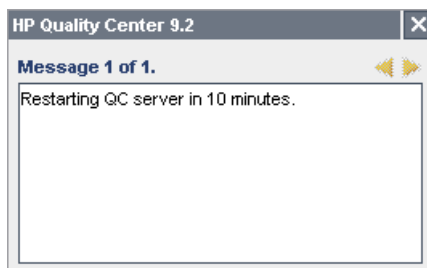 HP Quality Center 9.2
Message 1 of 1.
Restarting QC server in 10 minutes.